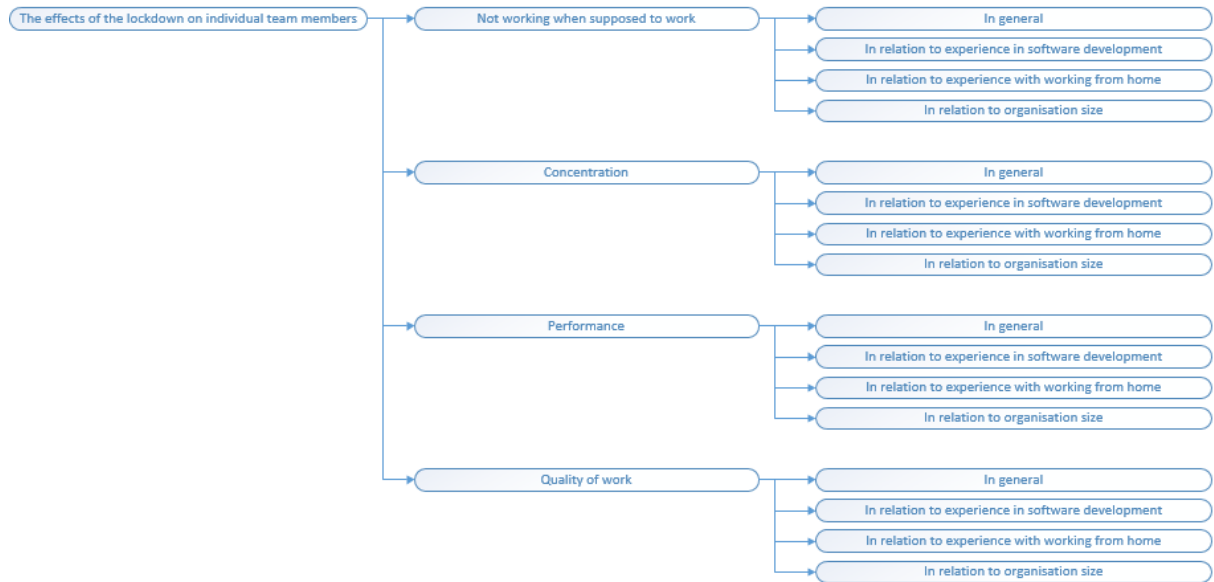 The effects of the lockdown on individual team members
Not working when supposed to work
In general
In relation to experience in software development
In relation to experience with working from home
In relation to organisation size
Concentration
In general
In relation to experience in software development
In relation to experience with working from home
In relation to organisation size
Performance
In general
In relation to experience in software development
In relation to experience with working from home
In relation to organisation size
Quality of work
In general
In relation to experience in software development
In relation to experience with working from home
In relation to organisation size